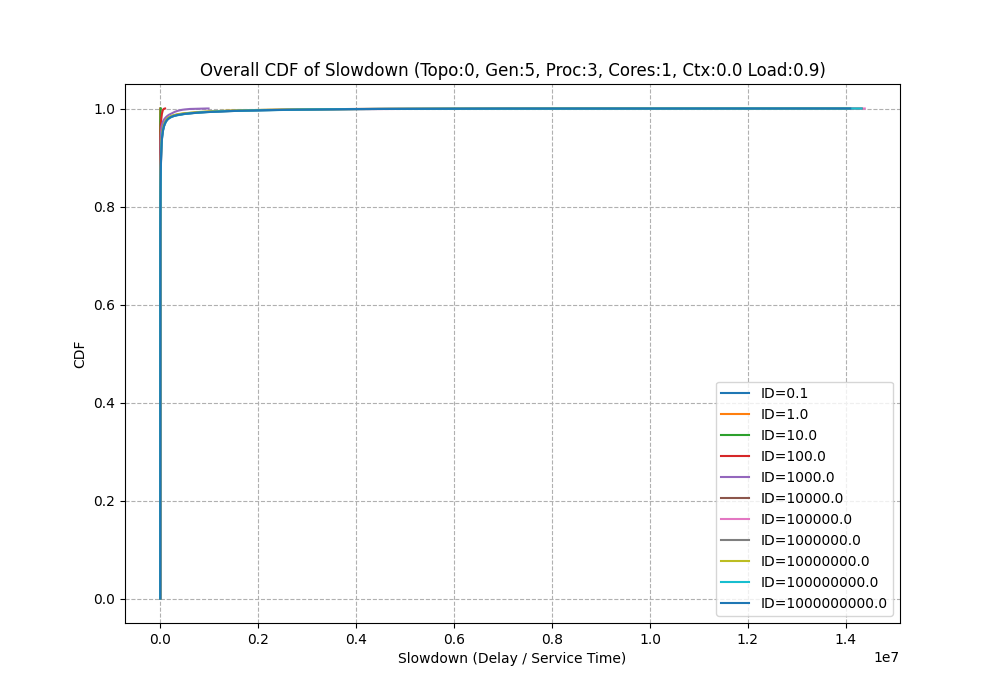 Overall CDF of Slowdown (Topo:0, Gen:5, Proc:3, Cores:1, Ctx:0.0 Load:0.9)
1.0
0.8
0.6
0.4
0.2
0.0
CDF
ID=0.1
ID=1.0
ID=10.0
ID=100.0
ID=1000.0
ID=10000.0
ID=100000.0
ID=1000000.0
ID=10000000.0
ID=100000000.0
ID=1000000000.0
0.0 0.2 0.4 0.6 0.8 1.0 1.2 1.4
1e7
Slowdown (Delay / Service Time)